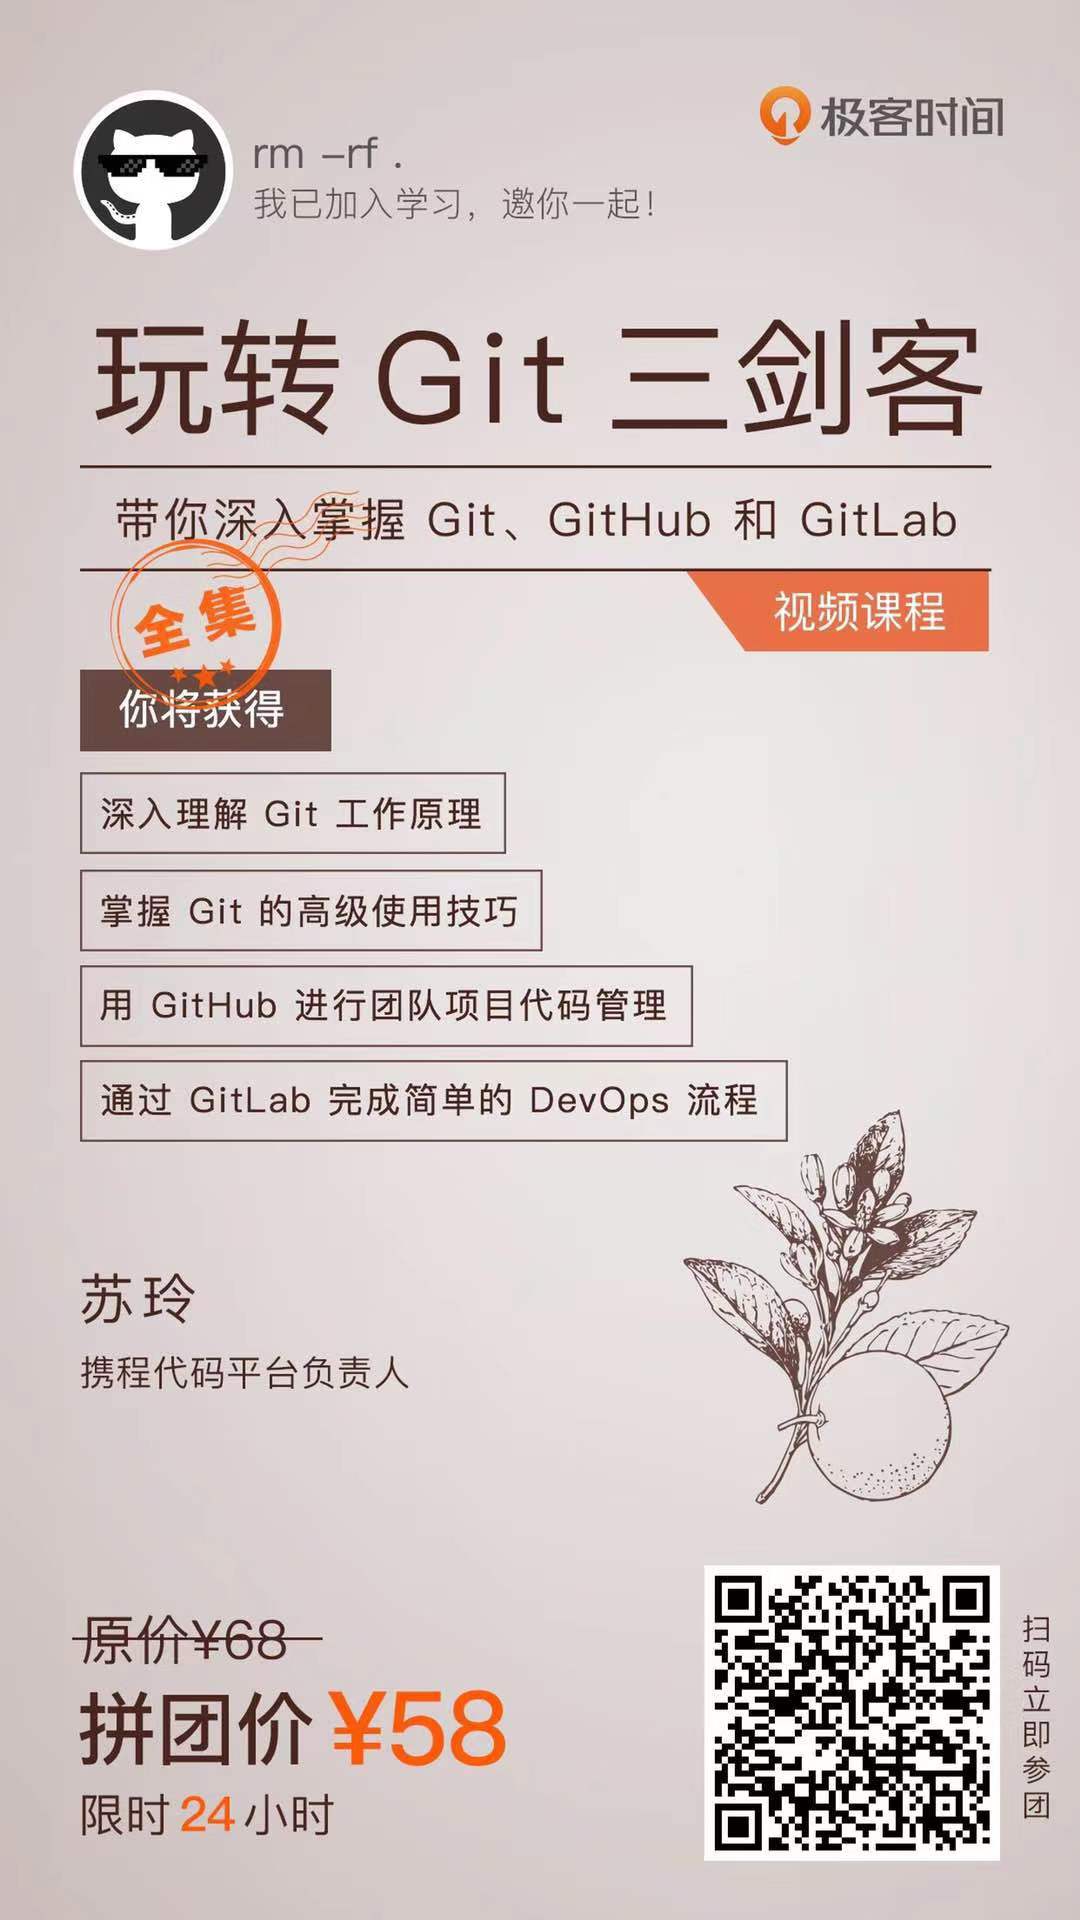 极客时间
rm -rf .
我已加入学习，邀你一起！
玩转 Git 三剑客
带你深入掌握 Git、GitHub 和 GitLab
视频课程
全集
你将获得
深入理解 Git 工作原理
掌握 Git 的高级使用技巧
用 GitHub 进行团队项目代码管理
通过 GitLab 完成简单的 DevOps 流程
苏玲
携程代码平台负责人
原价¥68
拼团价¥58
限时24小时
扫码立即参团